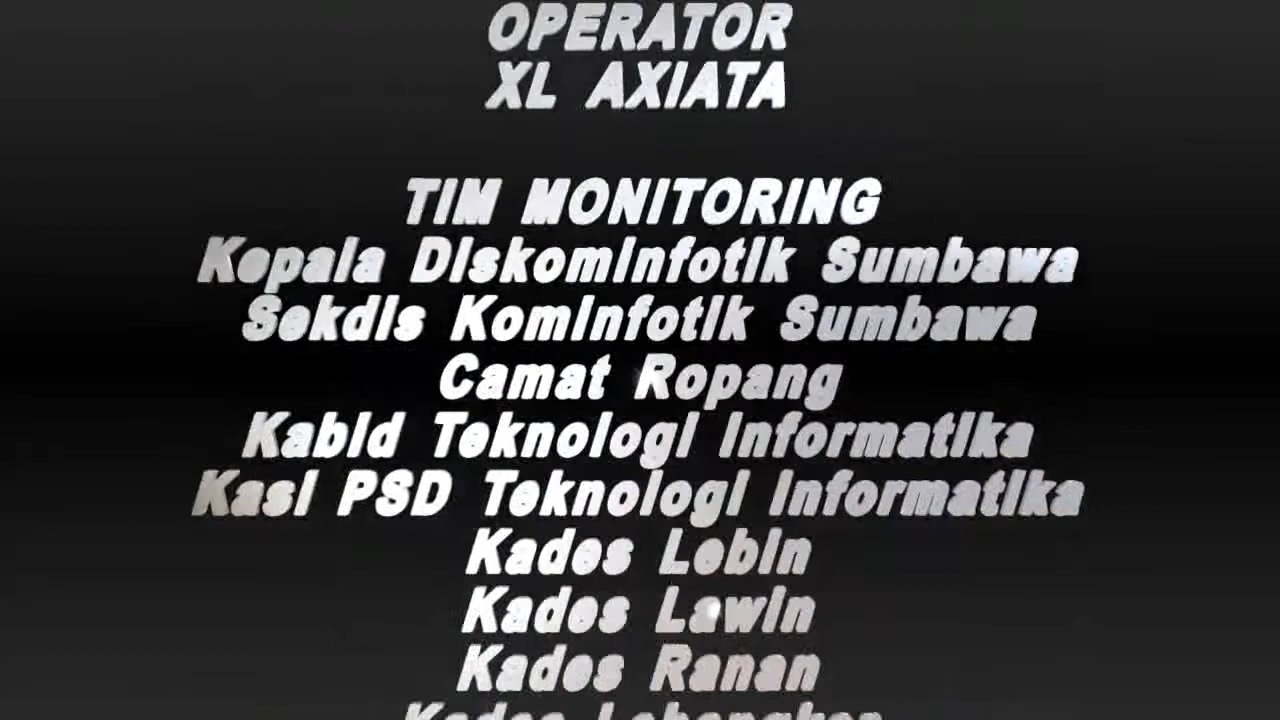 OPERATOR
XL AXIATA
TIM MONITORING
Kepala Diskominfotik Sumbawa
Sekdis Kominfotik Sumbawa
Camat Ropang
Kabid Teknologi Informatika
Kasi PSD Teknologi Informatika
Kades Lebin
Kades Lawin
Kades Ranan
Kades